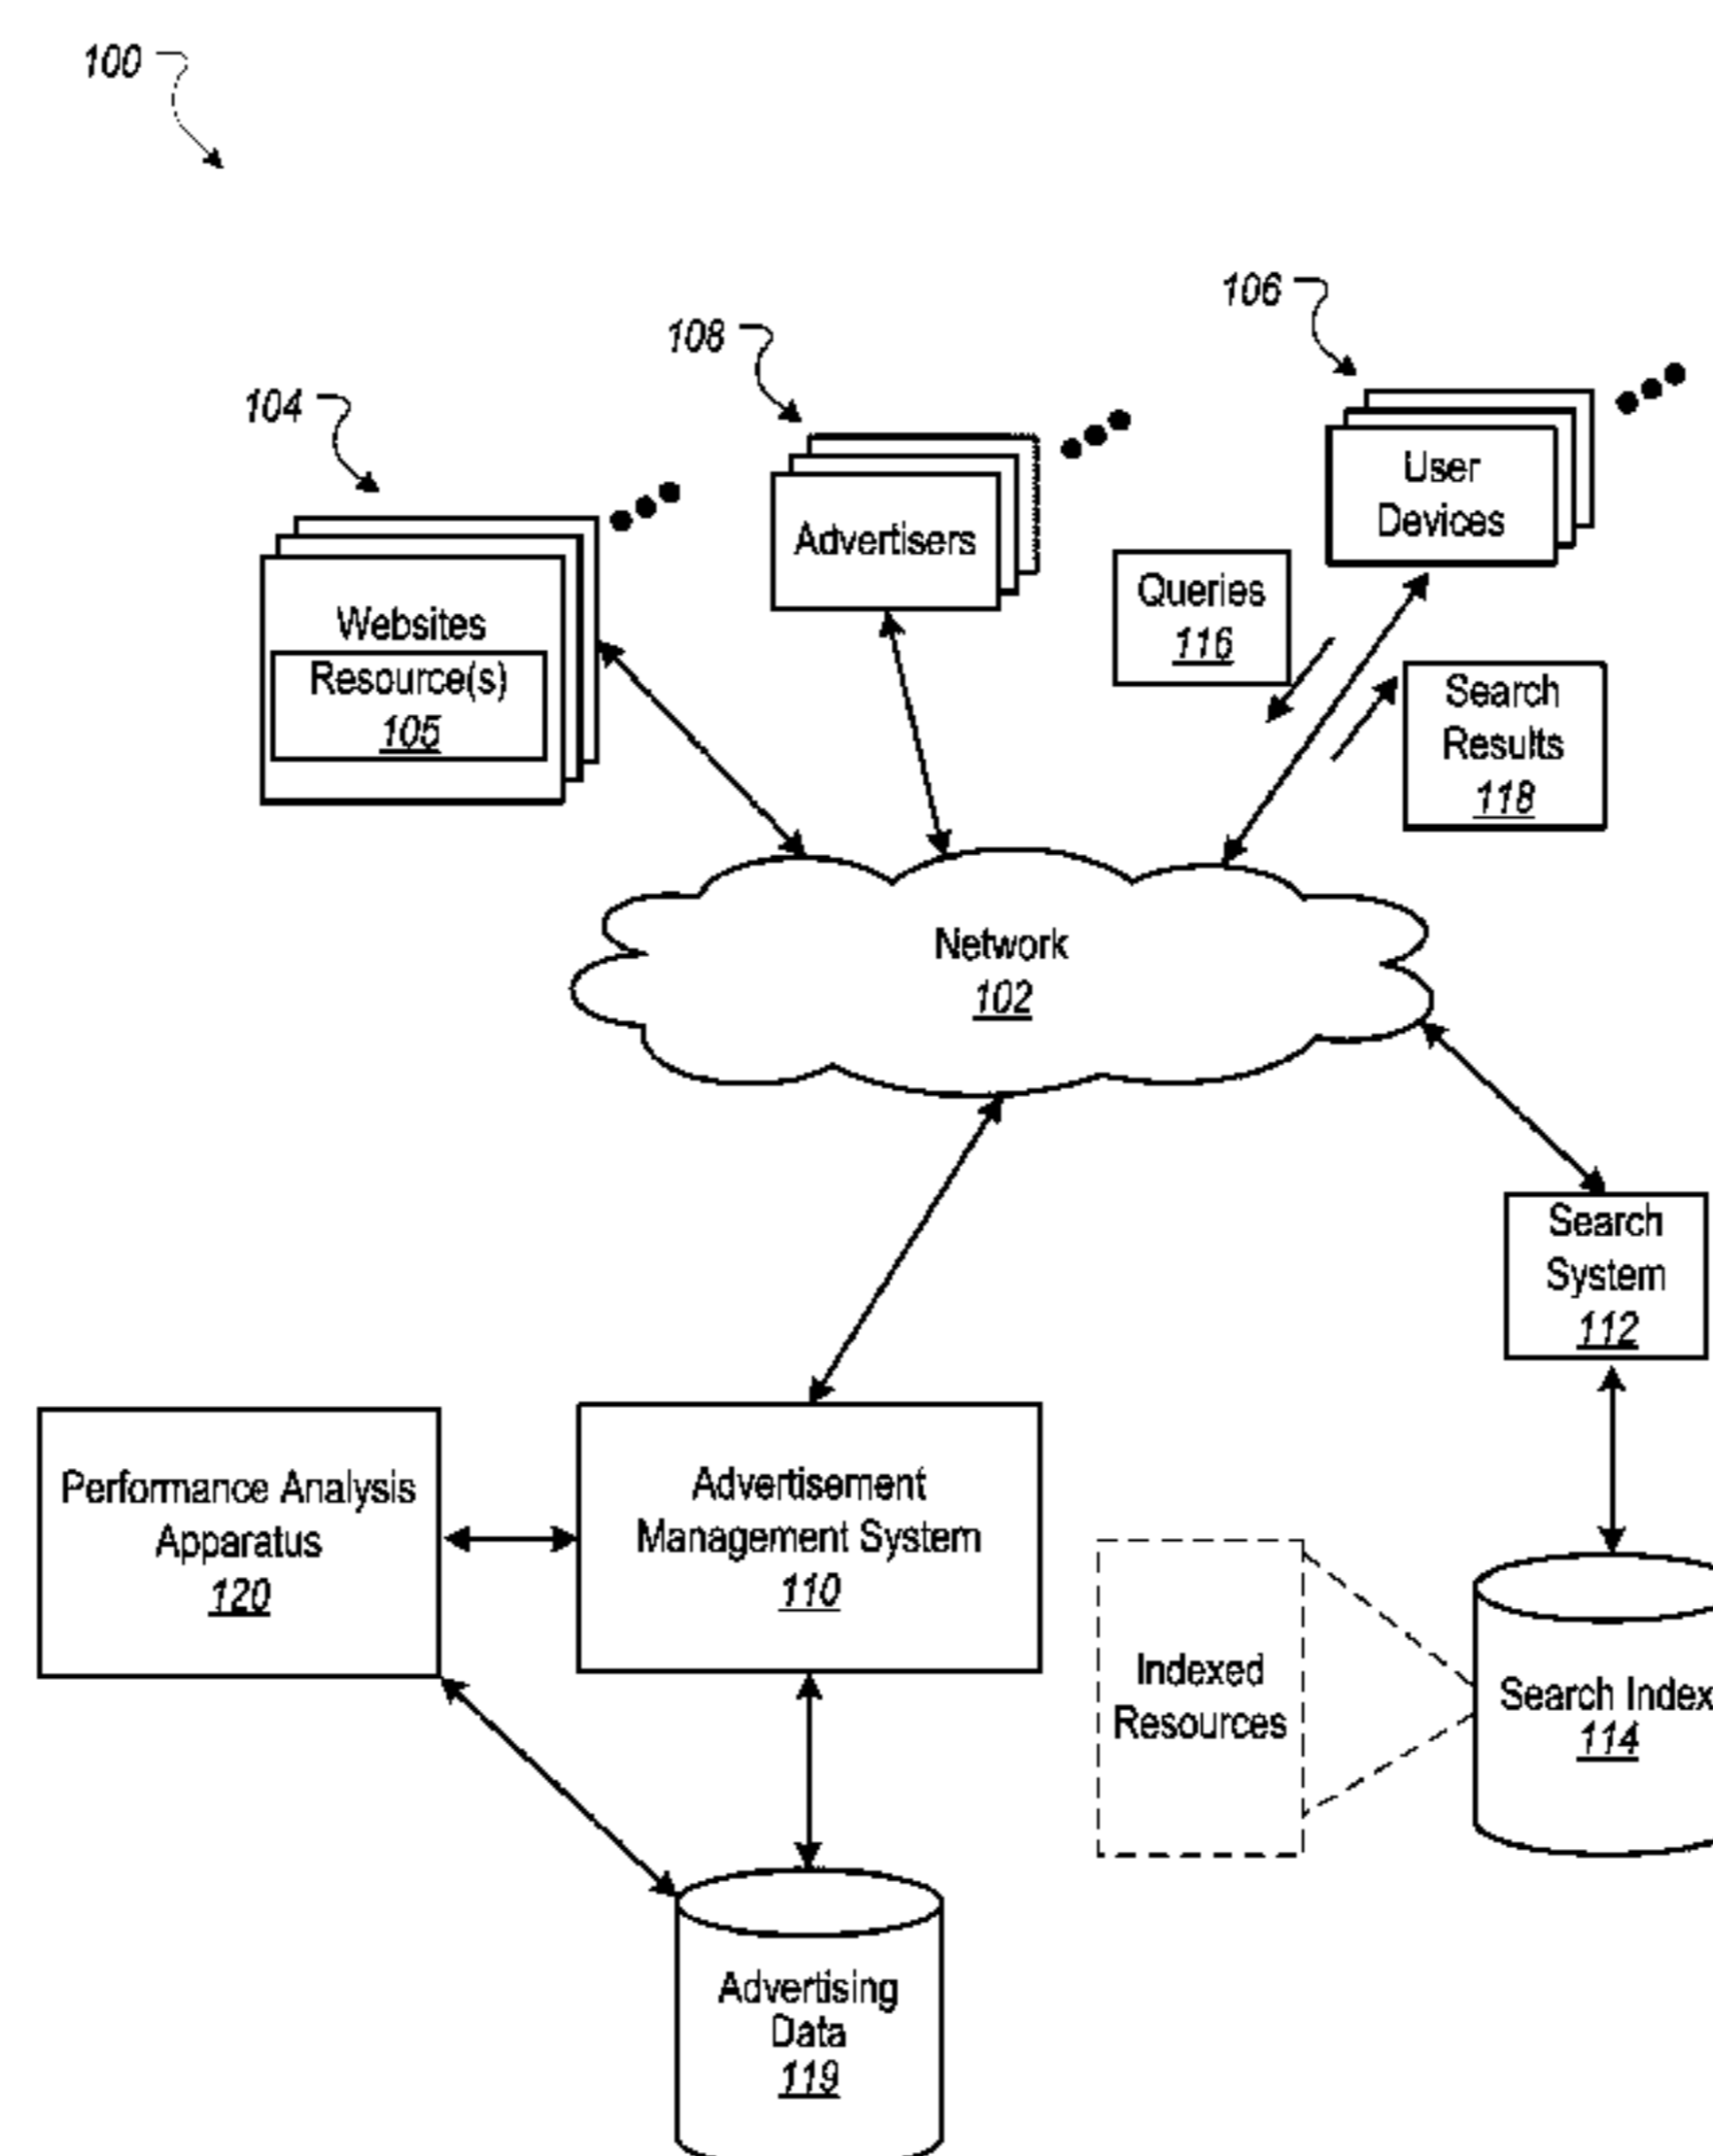 100
106
108
104
User
Devices
Advertisers
Queries
116
Websites
Resource(s)
105
Search
Results
118
Network
102
Search
System
112
Performance Analysis
Apparatus
120
Advertisement
Management System
110
Indexed
Resources
Search Index
114
Advertising
Data
119